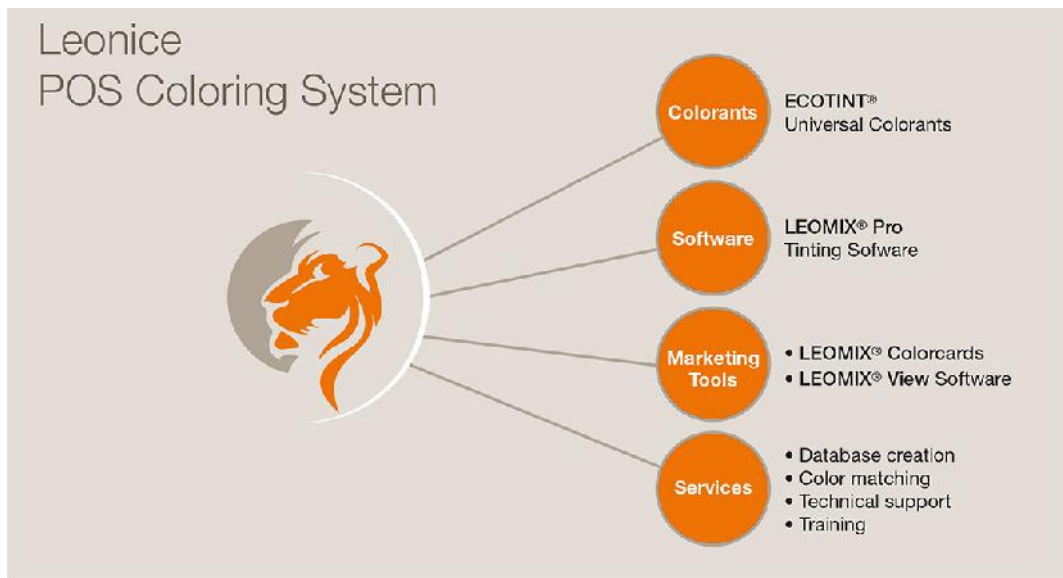 Leonice
POS Coloring System
Colorants
ECOTINT®
Universal Colorants
Software
LEOMIX® Pro
Tinting Sofware
Marketing
Tools
• LEOMIX® Colorcards
• LEOMIX® View Software
Services
• Database creation
• Color matching
• Technical support
• Training